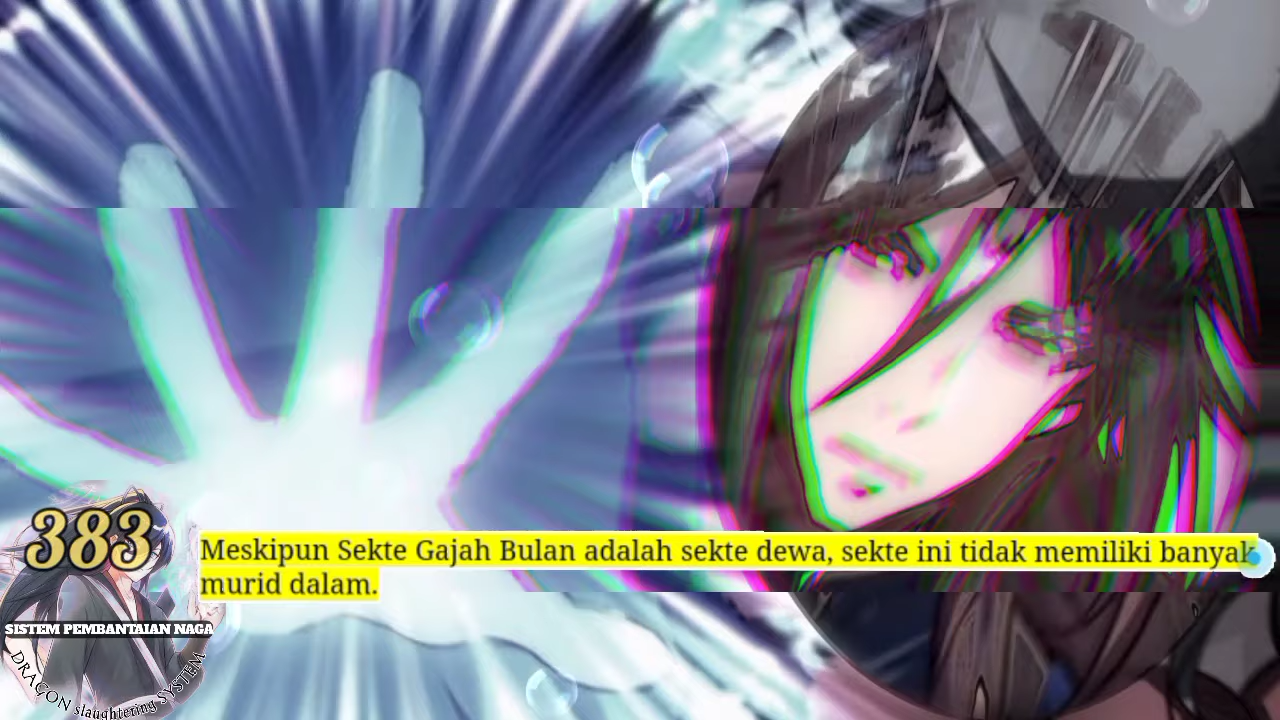 383
Meskipun Sekte Gajah Bulan adalah sekte dewa, sekte ini tidak memiliki banyak
murid dalam.
SISTEM PEMBANTAIAN NAGA
DRAGON slaughtering SYSTEM